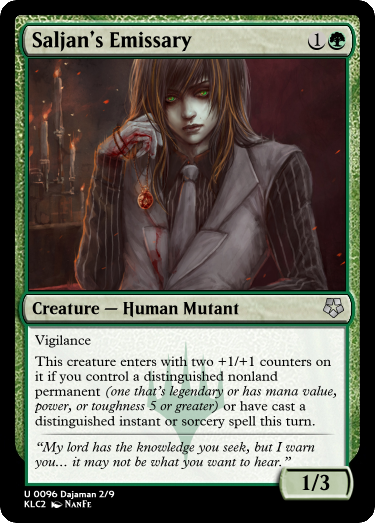 Saljan's Emissary 1
Creature — Human Mutant
Vigilance
This creature enters with two +1/+1 counters on
it if you control a distinguished nonland
permanent (one that's legendary or has mana value,
power, or toughness 5 or greater) or have cast a
distinguished instant or sorcery spell this turn.
“My lord has the knowledge you seek, but I warn
you… it may not be what you want to hear.”
1/3
U 0096 Dajaman 2/9
KLC2 NanFe